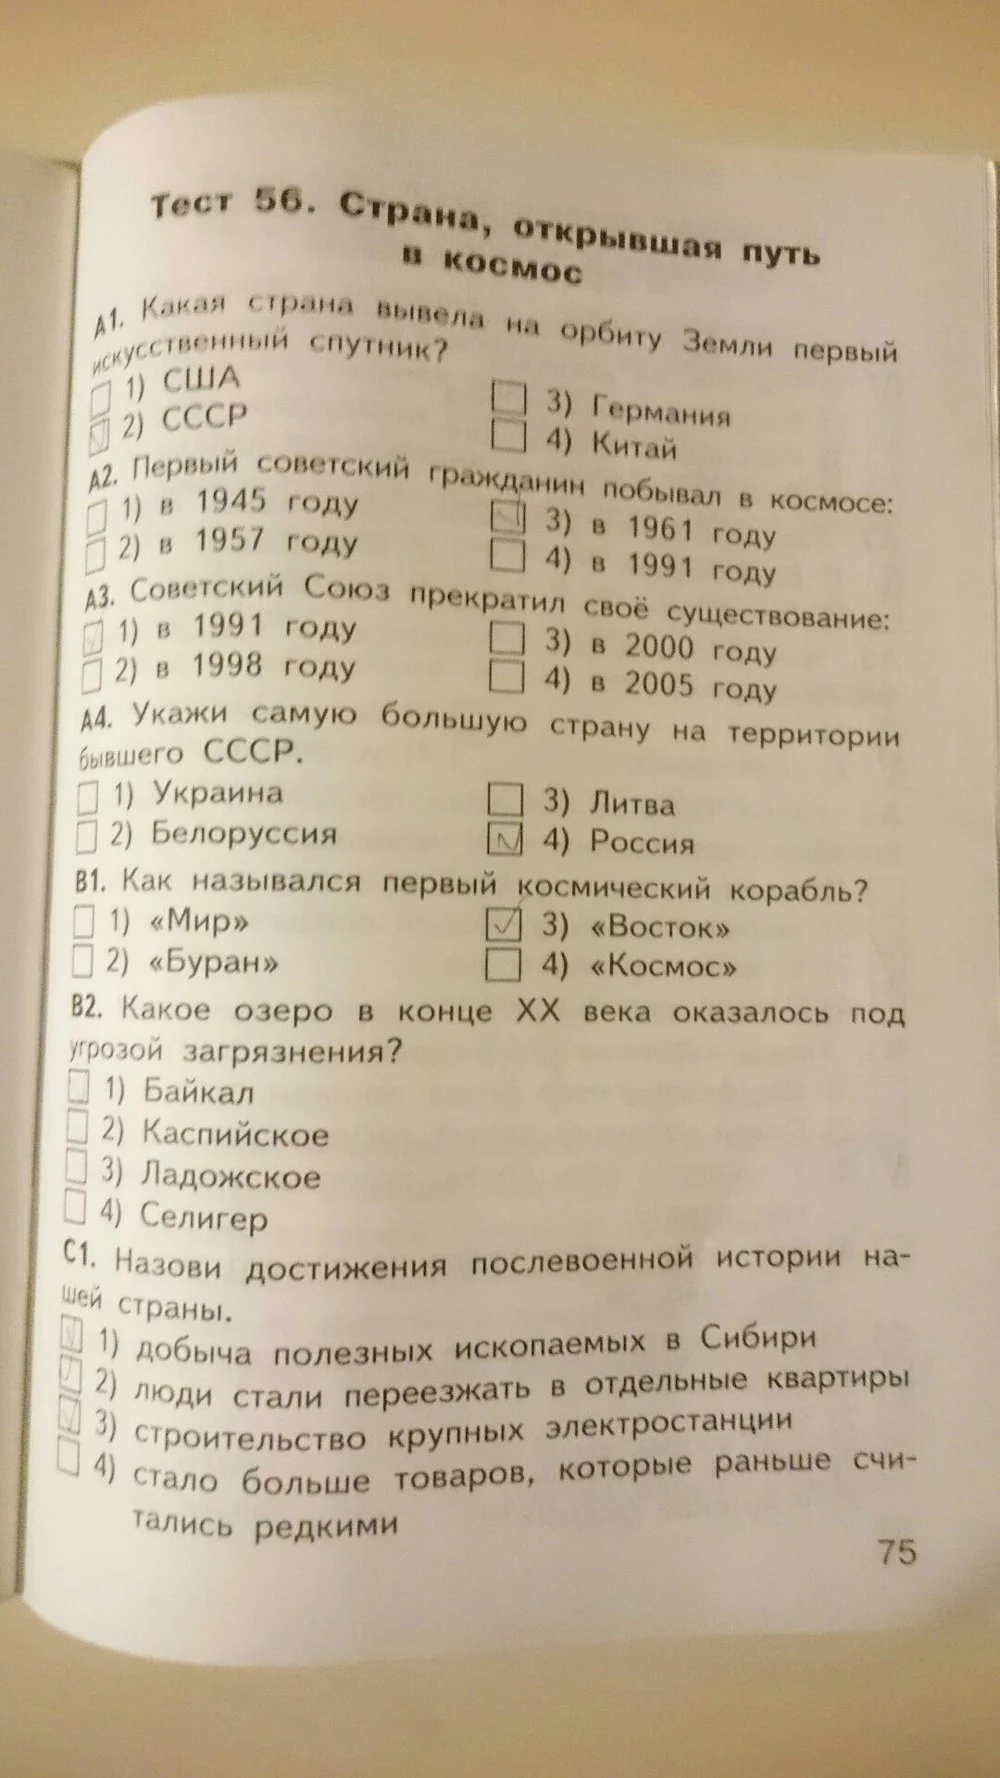 Тест 56. Страна, открывшая путь
в космос
А1. Какая страна вывела на орбиту Земли первый
искусственный спутник?
1) США
2) СССР
3) Германия
4) Китай
А2. Первый советский гражданин побывал в космосе:
1) в 1945 году
2) в 1957 году
3) в 1961 году
4) в 1991 году
А3. Советский Союз прекратил своё существование:
1) в 1991 году
2) в 1998 году
3) в 2000 году
4) в 2005 году
А4. Укажи самую большую страну на территории
бывшего СССР.
1) Украина
2) Белоруссия
3) Литва
4) Россия
В1. Как назывался первый космический корабль?
1) «Мир»
2) «Буран»
3) «Восток»
4) «Космос»
В2. Какое озеро в конце XX века оказалось под
угрозой загрязнения?
1) Байкал
2) Каспийское
3) Ладожское
4) Селигер
С1. Назови достижения послевоенной истории на-
шей страны.
1) добыча полезных ископаемых в Сибири
2) люди стали переезжать в отдельные квартиры
3) строительство крупных электростанции
4) стало больше товаров, которые раньше счи-
тались редкими
75